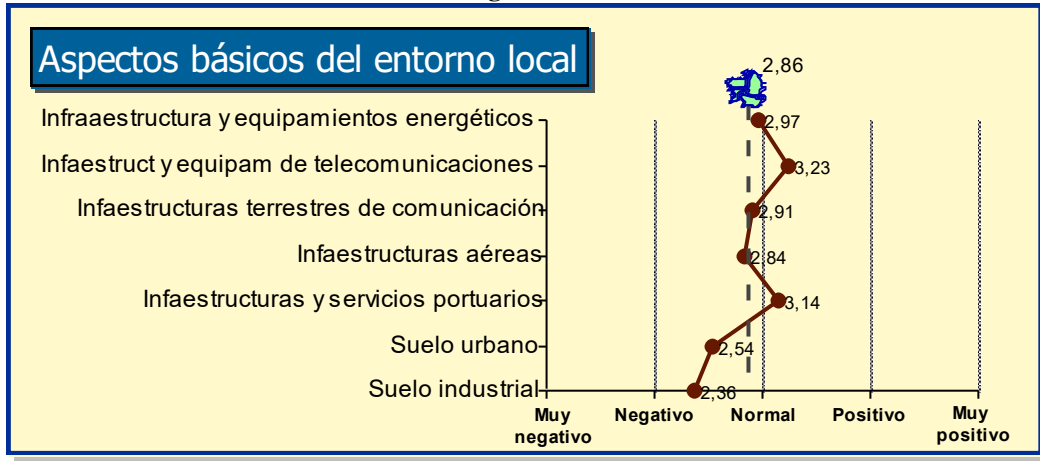 Aspectos básicos del entorno local
2,86
Infraaestructura y equipamientos energéticos
2,97
Infaestruct y equipam de telecomunicaciones
3,23
Infaestructuras terrestres de comunicación
2,91
Infaestructuras aéreas
2,84
Infaestructuras y servicios portuarios
3,14
Suelo urbano
2,54
Suelo industrial
2,36
Muy negativo
Negativo
Normal
Positivo
Muy positivo